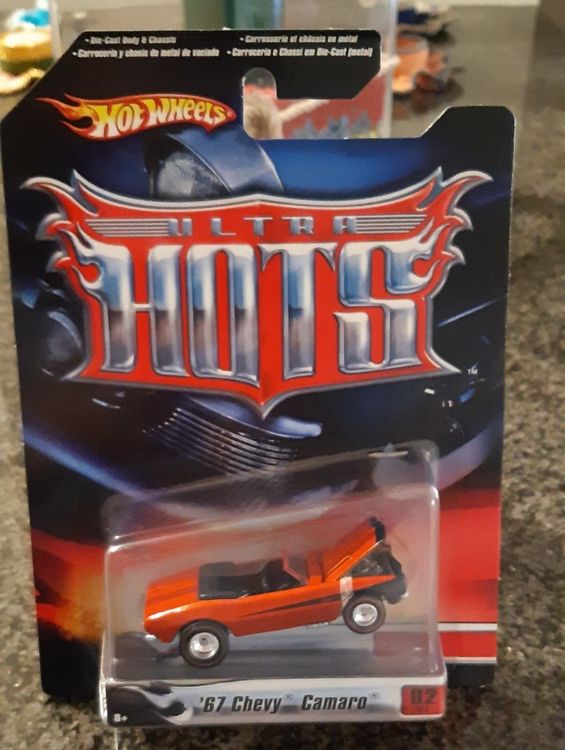 • Die-Cast Body & Chassis
• Carrosserie et châssis en métal
• Carrocería y chasis de metal de vaciado
• Carroceria e Chassi em Die-Cast (metal)
HOT WHEELS®
ULTRA
HOTS
TM
'67 Chevy® Camaro®
02
8+